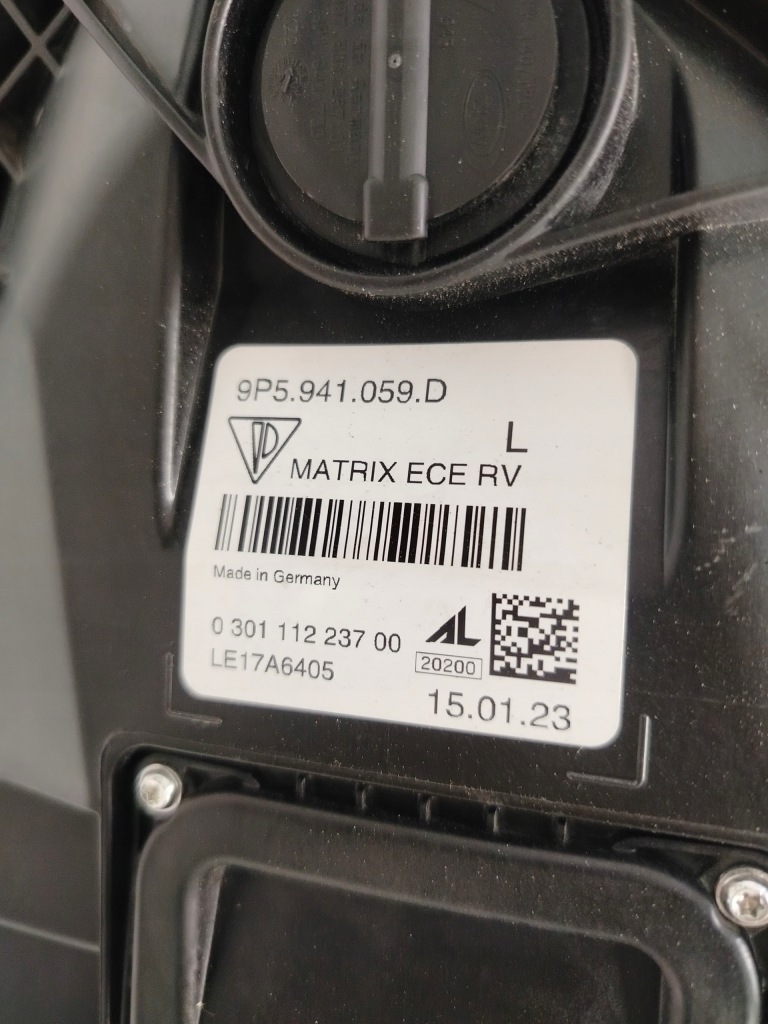 9P5.941.059.D
L
MATRIX ECE RV
Made in Germany
0 301 112 237 00
AL
LE17A6405
20200
15.01.23